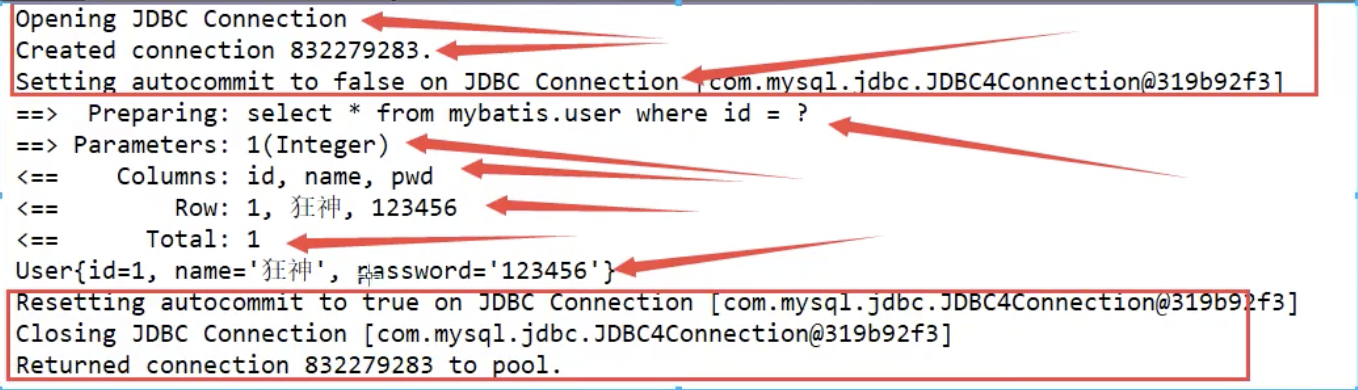 Opening JDBC Connection
Created connection 832279283.
Setting autocommit to false on JDBC Connection [com.mysql.jdbc.JDBC4Connection@319b92f3]
==>  Preparing: select * from mybatis.user where id = ?
==> Parameters: 1(Integer)
<==    Columns: id, name, pwd
<==        Row: 1, 狂神, 123456
<==      Total: 1
User{id=1, name='狂神', password='123456'}
Resetting autocommit to true on JDBC Connection [com.mysql.jdbc.JDBC4Connection@319b92f3]
Closing JDBC Connection [com.mysql.jdbc.JDBC4Connection@319b92f3]
Returned connection 832279283 to pool.